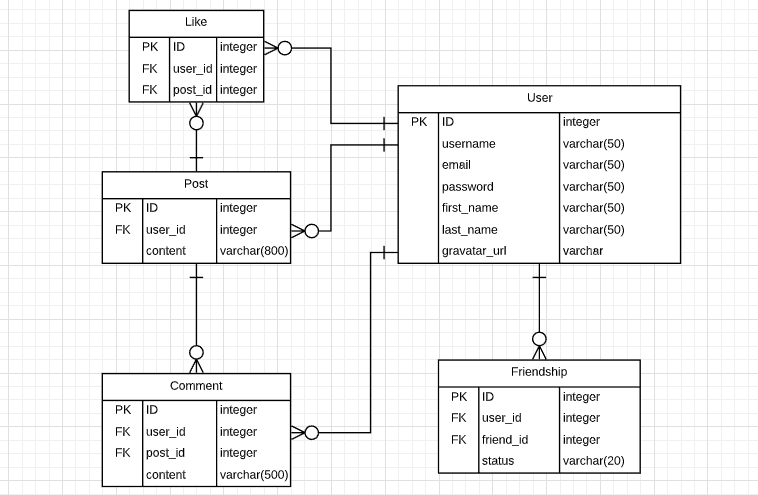 Like
PK ID integer
FK user_id integer
FK post_id integer
User
PK ID integer
username varchar(50)
email varchar(50)
password varchar(50)
first_name varchar(50)
last_name varchar(50)
gravatar_url varchar
Post
PK ID integer
FK user_id integer
content varchar(800)
Comment
PK ID integer
FK user_id integer
FK post_id integer
content varchar(500)
Friendship
PK ID integer
FK user_id integer
FK friend_id integer
status varchar(20)